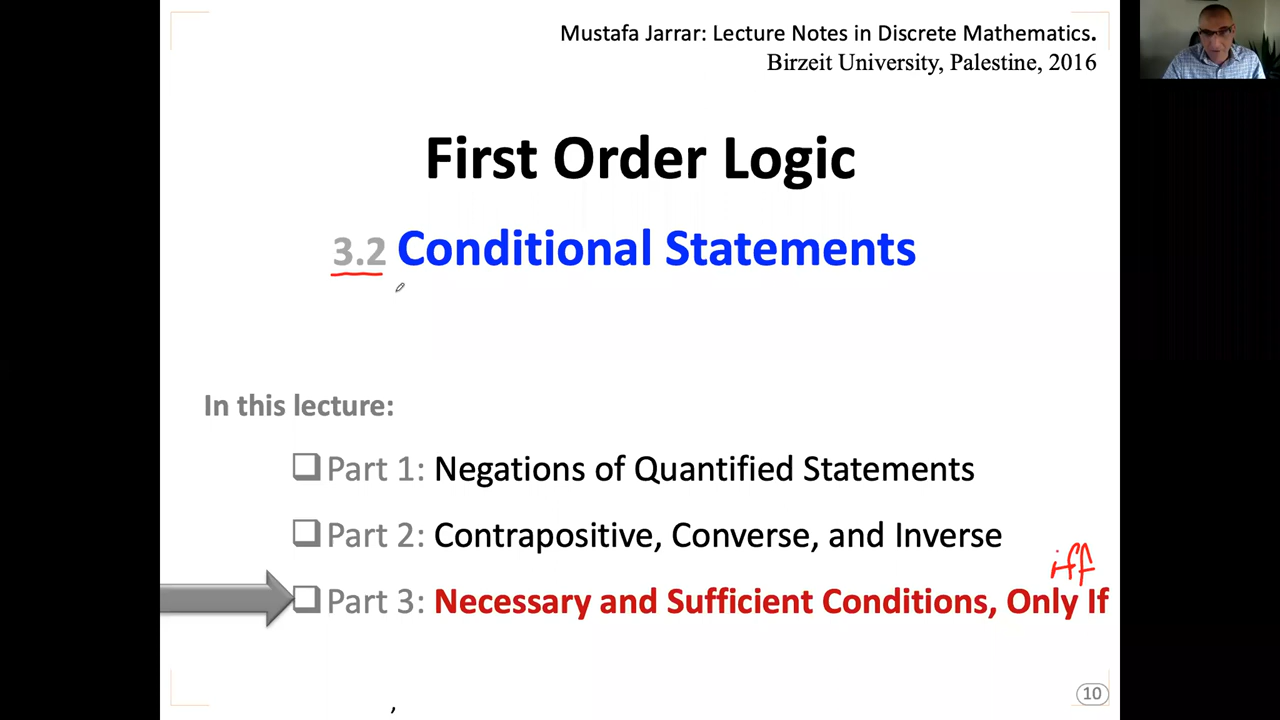 Mustafa Jarrar: Lecture Notes in Discrete Mathematics.
Birzeit University, Palestine, 2016
First Order Logic
3.2 Conditional Statements
In this lecture:
Part 1: Negations of Quantified Statements
Part 2: Contrapositive, Converse, and Inverse
iff
Part 3: Necessary and Sufficient Conditions, Only If
10
,